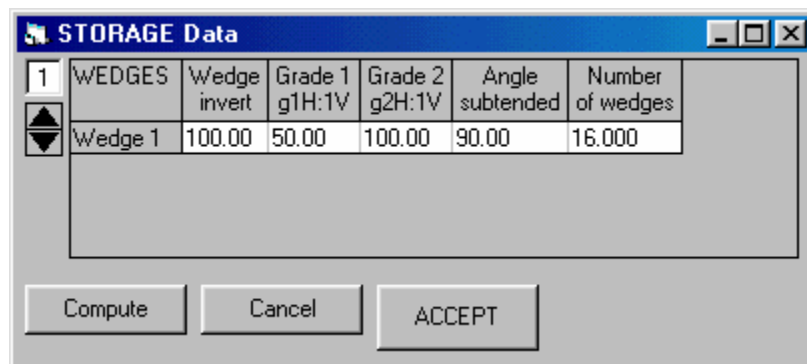 STORAGE Data
1 WEDGES Wedge invert Grade 1 g1H:1V Grade 2 g2H:1V Angle subtended Number of wedges
Wedge 1 100.00 50.00 100.00 90.00 16.000
Compute Cancel ACCEPT